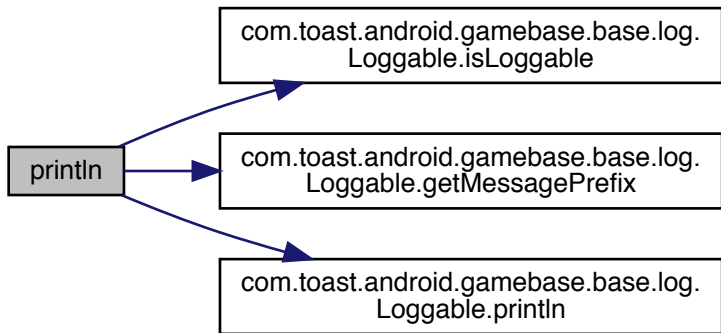 com.toast.android.gamebase.base.log.
Loggable.isLoggable
println
com.toast.android.gamebase.base.log.
Loggable.getMessagePrefix
com.toast.android.gamebase.base.log.
Loggable.println